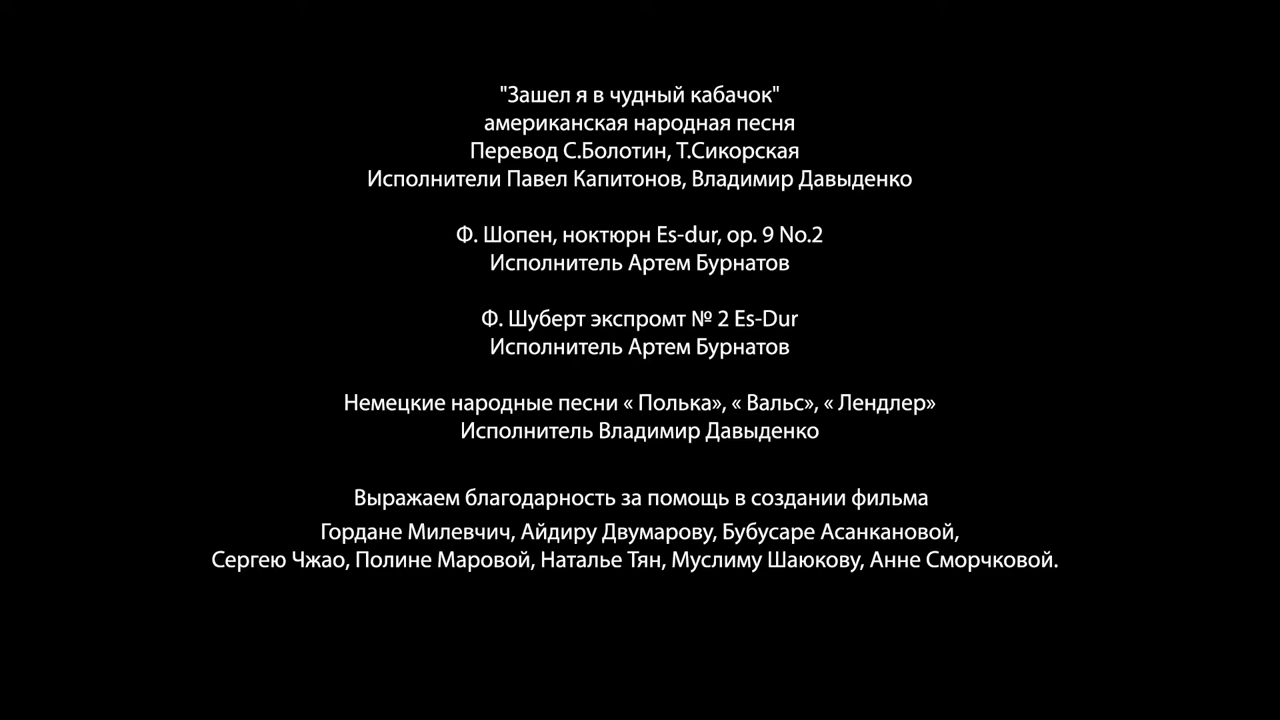 "Зашел я в чудный кабачок"
американская народная песня
Перевод С.Болотин, Т.Сикорская
Исполнители Павел Капитонов, Владимир Давыденко
Ф. Шопен, ноктюрн Es-dur, op. 9 No.2
Исполнитель Артем Бурнатов
Ф. Шуберт экспромт № 2 Es-Dur
Исполнитель Артем Бурнатов
Немецкие народные песни « Полька», « Вальс», « Лендлер»
Исполнитель Владимир Давыденко
Выражаем благодарность за помощь в создании фильма
Гордане Милевчич, Айдиру Двумарову, Бубусаре Асанкановой,
Сергею Чжао, Полине Маровой, Наталье Тян, Муслиму Шаюкову, Анне Сморчковой.